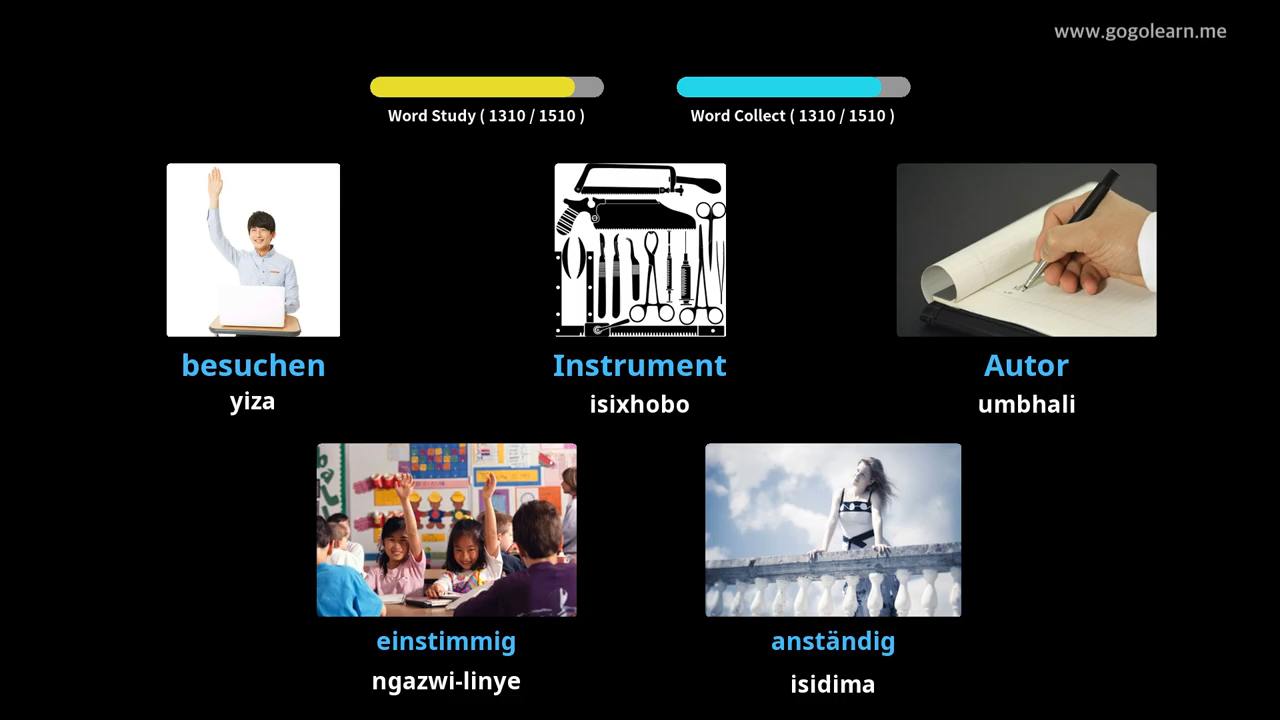 www.gogolearn.me
Word Study ( 1310 / 1510 )
Word Collect ( 1310 / 1510 )
besuchen
yiza
Instrument
isixhobo
Autor
umbhali
einstimmig
ngazwi-linye
anständig
isidima